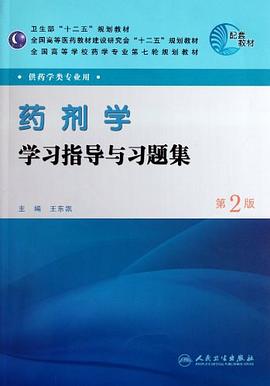 卫生部“十二五”规划教材
全国高等医药教材建设研究会“十二五”规划教材
全国高等学校药学专业第七轮规划教材
配套
教材
供药学类专业用
药剂学
学习指导与习题集
第2版
主编 王东凯
人民卫生出版社